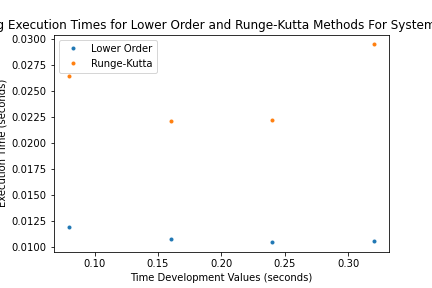 g Execution Times for Lower Order and Runge-Kutta Methods For System
0.0300
0.0275
0.0250
0.0225
0.0200
0.0175
0.0150
0.0125
0.0100
Execution Time (seconds)
Lower Order
Runge-Kutta
0.10 0.15 0.20 0.25 0.30
Time Development Values (seconds)